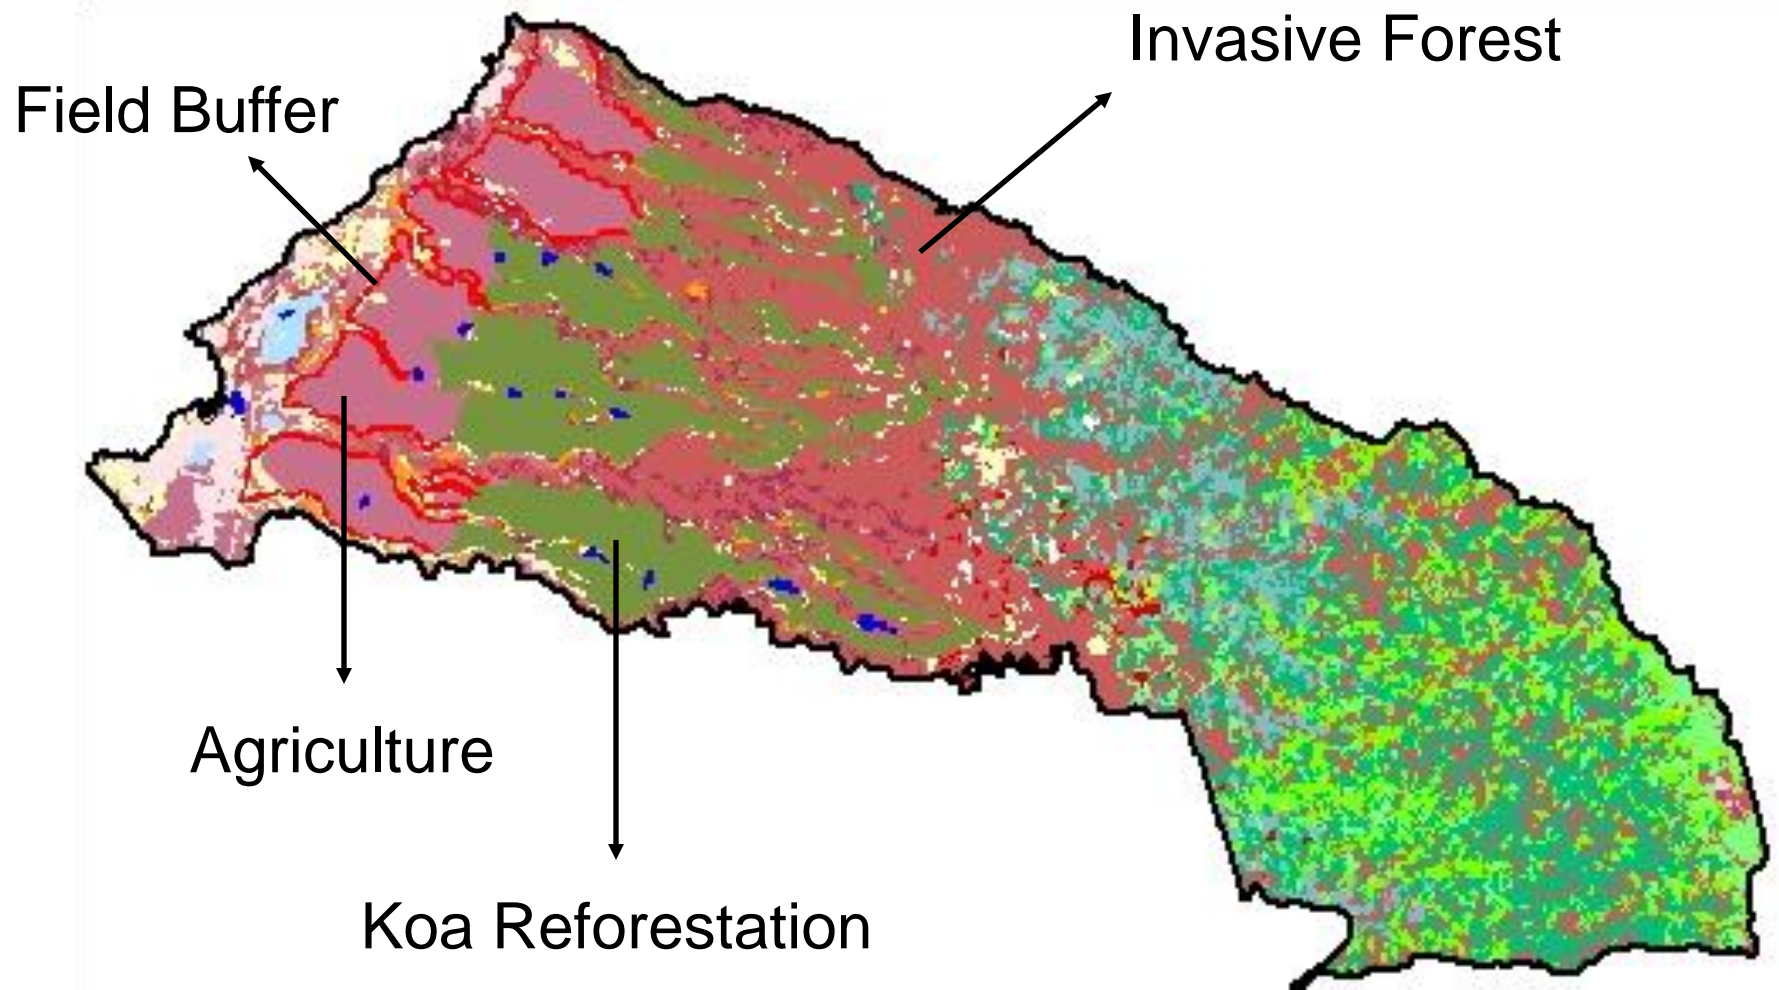 Invasive Forest
Field Buffer
Agriculture
Koa Reforestation